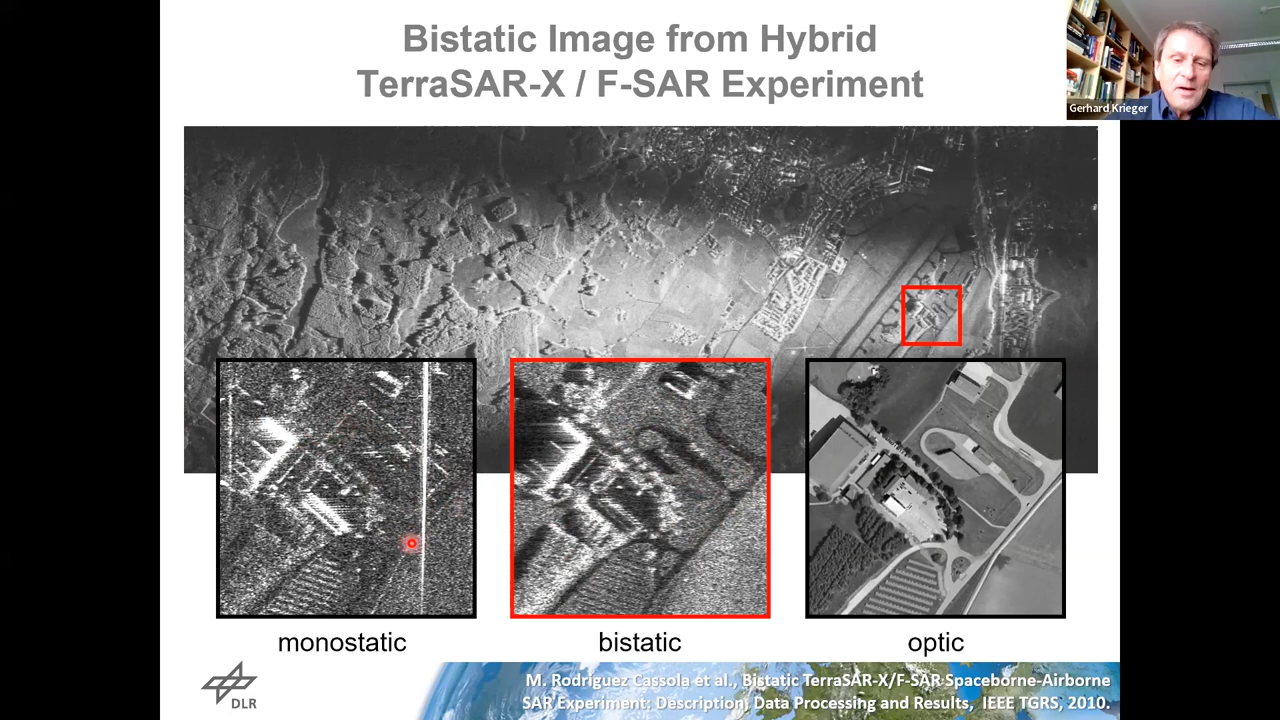 Bistatic Image from Hybrid
TerraSAR-X / F-SAR Experiment
Gerhard Krieger
monostatic
bistatic
optic
DLR
M. Rodriguez Cassola et al., Bistatic TerraSAR-X/F-SAR Spaceborne-Airborne
SAR Experiment: Description, Data Processing and Results, IEEE TGRS, 2010.